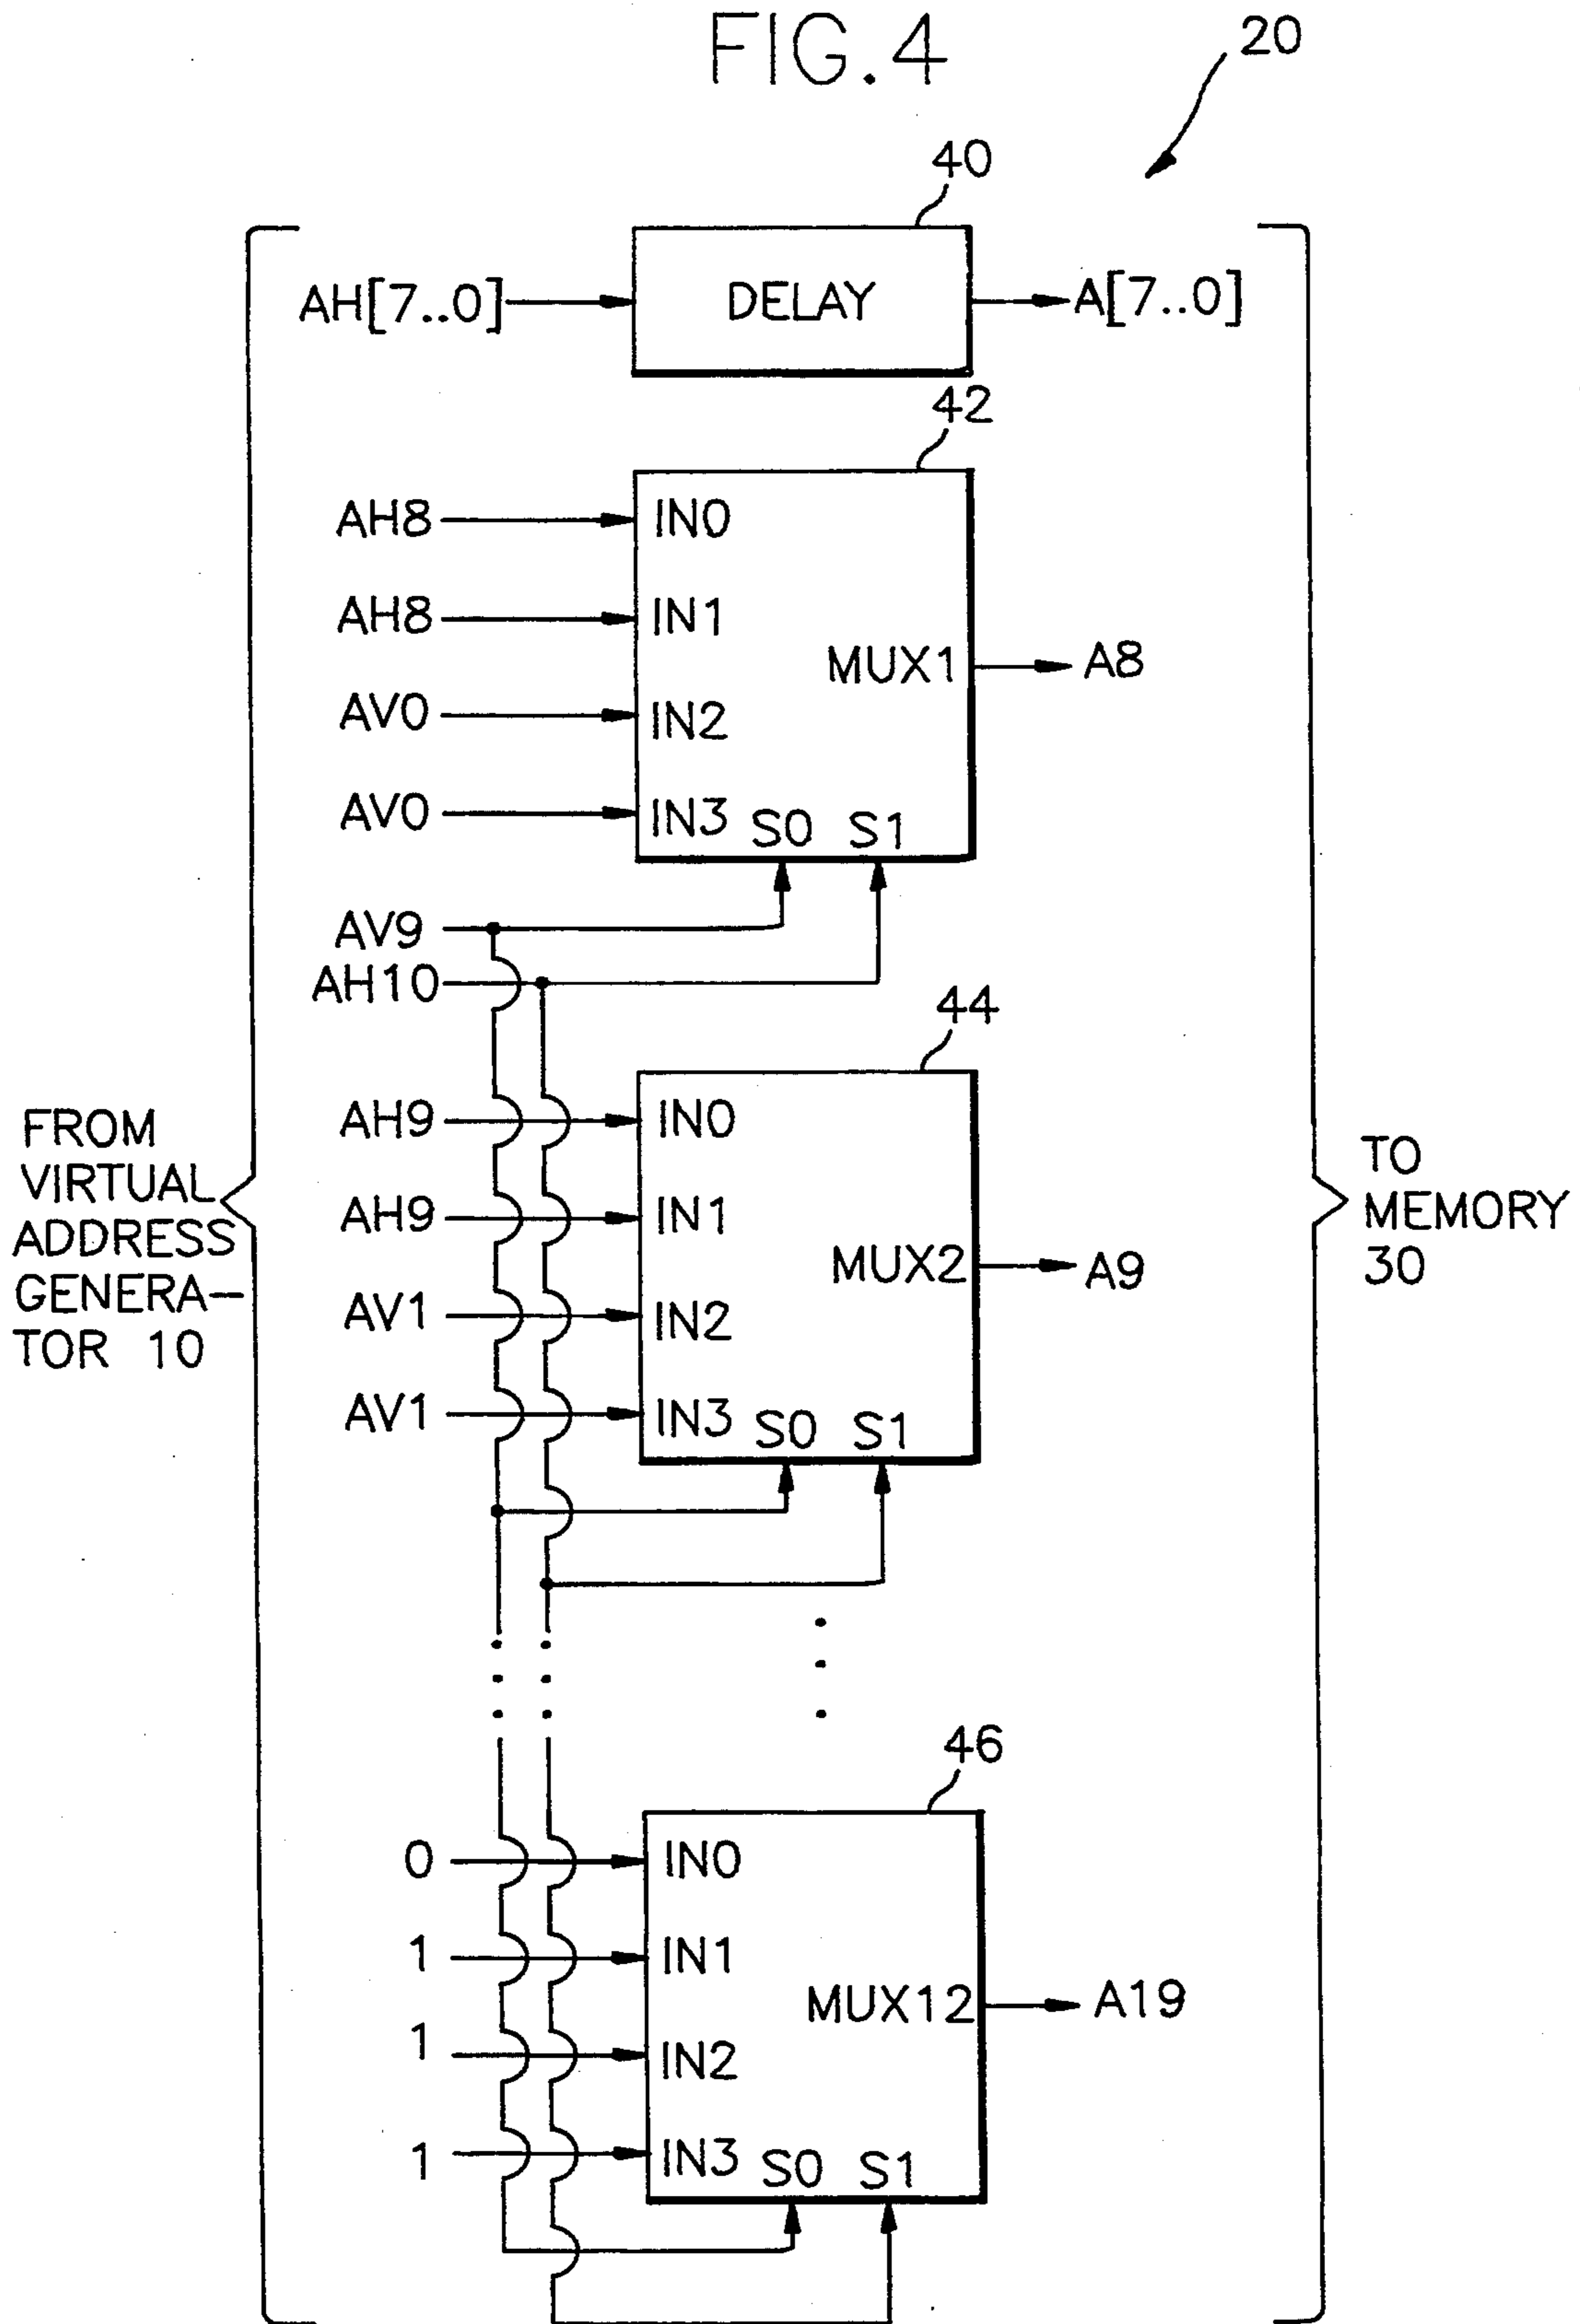 FIG.4
20
40
AH[7..0]
DELAY
A[7..0]
42
AH8
IN0
AH8
IN1
MUX1
A8
AV0
IN2
AV0
IN3
S0
S1
AV9
AH10
44
AH9
IN0
AH9
IN1
MUX2
A9
AV1
IN2
AV1
IN3
S0
S1
FROM
VIRTUAL
ADDRESS
GENERA-
TOR 10
TO
MEMORY
30
46
0
IN0
1
IN1
MUX12
A19
1
IN2
1
IN3
S0
S1